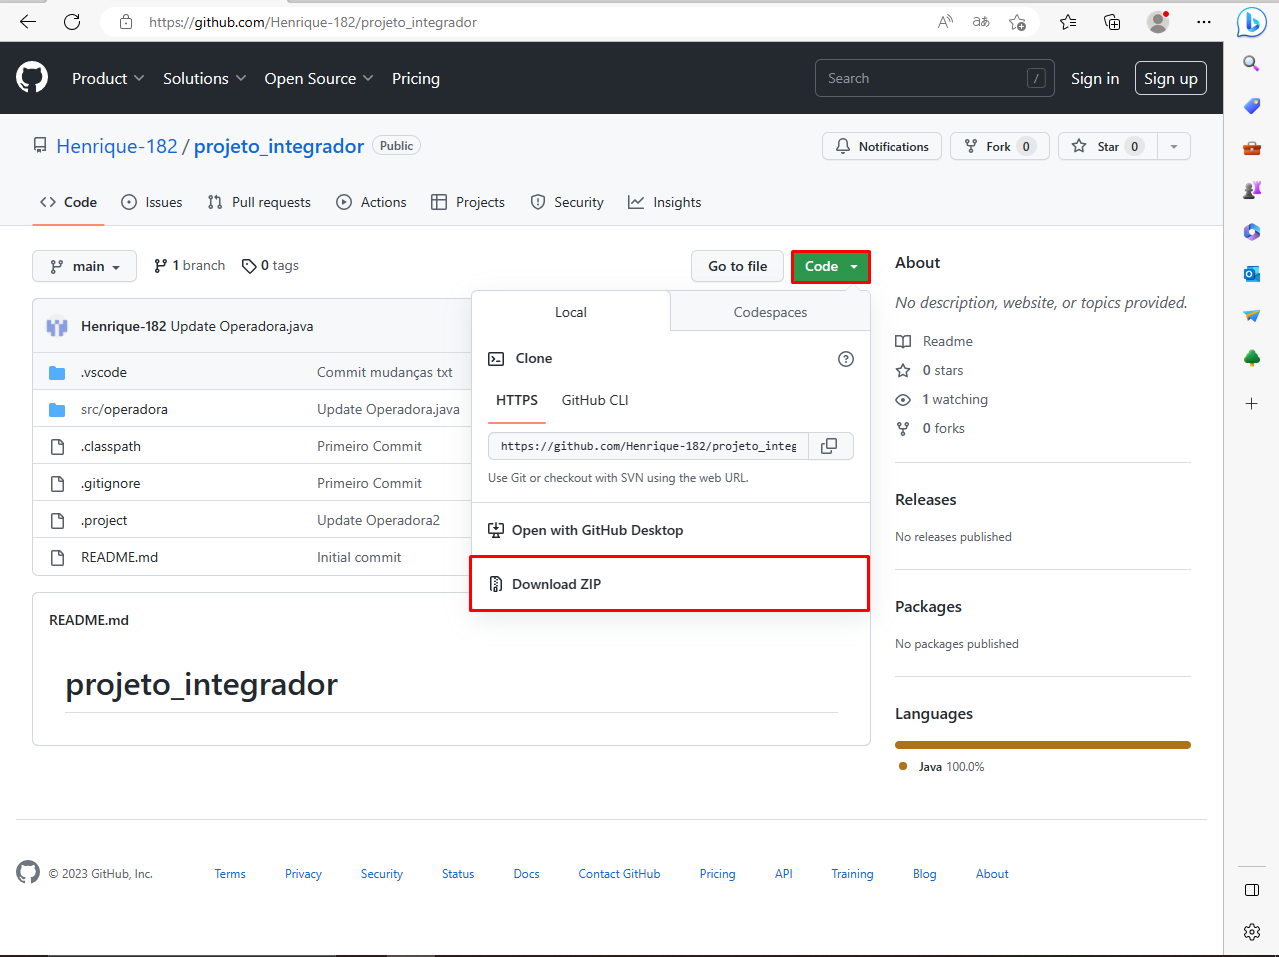 https://github.com/Henrique-182/projeto_integrador
Product Solutions Open Source Pricing Search / Sign in Sign up
Henrique-182 / projeto_integrador Public Notifications Fork 0 Star 0
Code Issues Pull requests Actions Projects Security Insights
main 1 branch 0 tags Go to file Code
Henrique-182 Update Operadora.java
.vscode Commit mudanças txt
src/operadora Update Operadora.java
.classpath Primeiro Commit
.gitignore Primeiro Commit
.project Update Operadora2
README.md Initial commit
Local Codespaces
Clone
HTTPS GitHub CLI
https://github.com/Henrique-182/projeto_integ
Use Git or checkout with SVN using the web URL.
Open with GitHub Desktop
Download ZIP
README.md
projeto_integrador
About
No description, website, or topics provided.
Readme
0 stars
1 watching
0 forks
Releases
No releases published
Packages
No packages published
Languages
Java 100.0%
© 2023 GitHub, Inc. Terms Privacy Security Status Docs Contact GitHub Pricing API Training Blog About